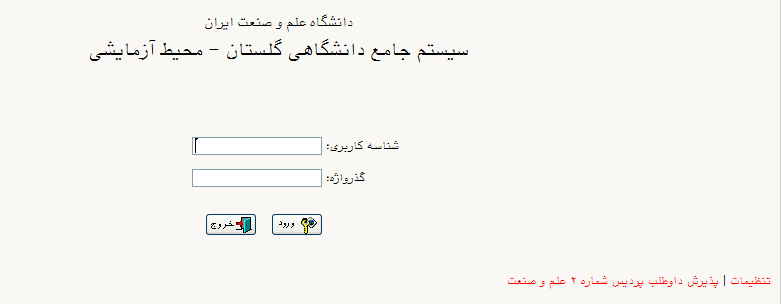 دانشگاه علم و صنعت ایران
سیستم جامع دانشگاهی گلستان - محیط آزمایشی
شناسه کاربری:
گذرواژه:
ورود خروج
تنظیمات | پذیرش داوطلب پردیس شماره ۲ علم و صنعت